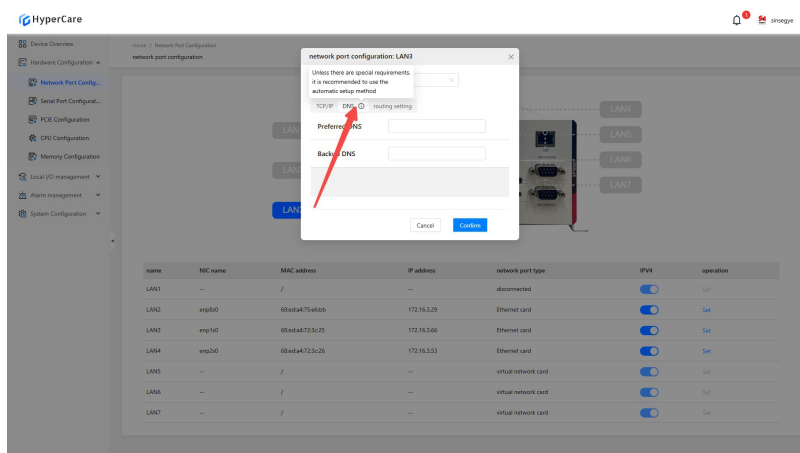 HyperCare
1
sinsegye
Device Overview
Home / Network Port Configuration
Hardware Configuration
network port configuration
Network Port Config...
Serial Port Configurat...
PCIE Configuration
CPU Configuration
Memory Configuration
Local I/O management
Alarm management
System Configuration
network port configuration: LAN3
Unless there are special requirements,
it is recommended to use the
automatic setup method
TCP/IP DNS routing setting
Preferred DNS
Backup DNS
Cancel Confirm
LAN4
LAN5
LAN6
LAN7
name NIC name MAC address IP address network port type IPV4 operation
LAN1 -- / -- disconnected Set
LAN2 enp8s0 68:ed:a4:75:e6:bb 172.16.3.29 Ethernet card Set
LAN3 enp1s0 68:ed:a4:72:3c:25 172.16.3.66 Ethernet card Set
LAN4 enp2s0 68:ed:a4:72:3c:26 172.16.3.53 Ethernet card Set
LAN5 -- / -- virtual network card Set
LAN6 -- / -- virtual network card Set
LAN7 -- / -- virtual network card Set